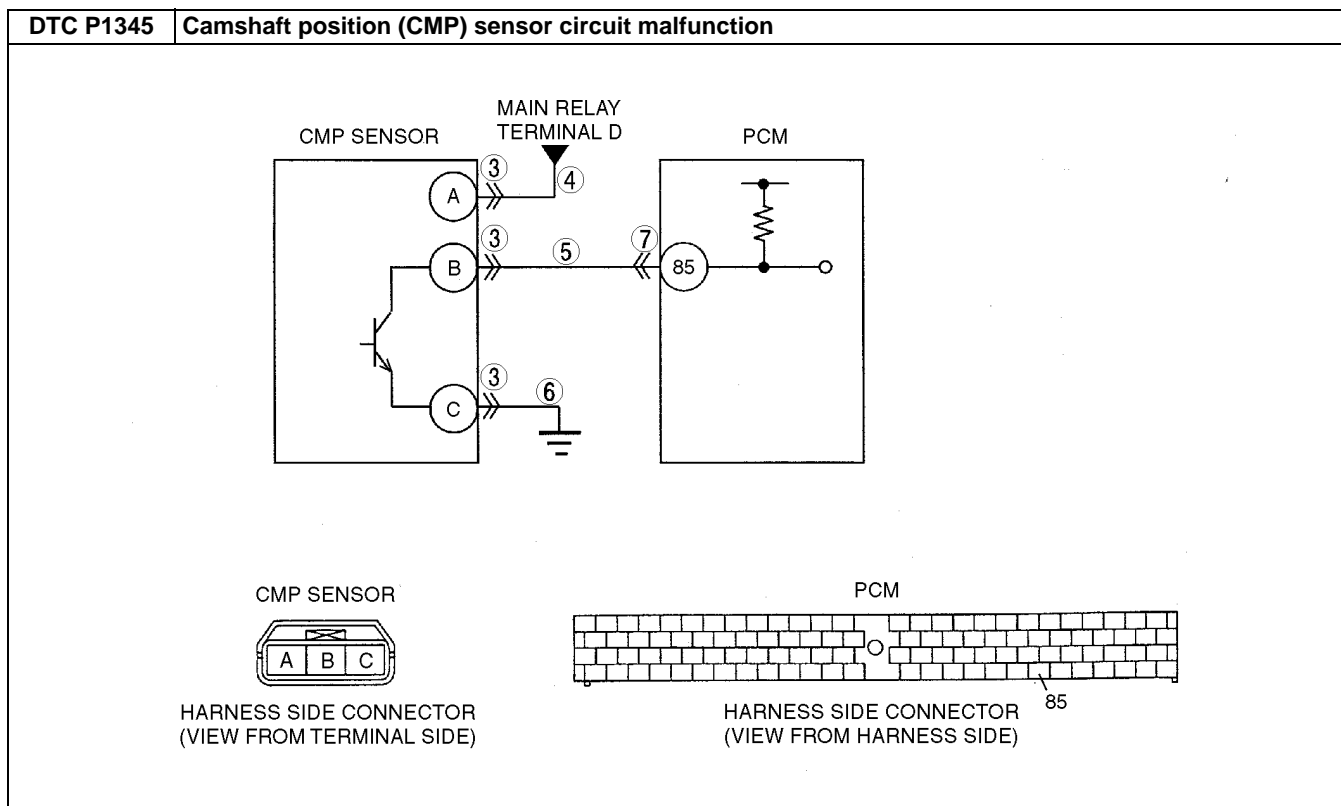 DTC P1345 Camshaft position (CMP) sensor circuit malfunction
MAIN RELAY
TERMINAL D
CMP SENSOR
PCM
3
4
A
3
5
7
B
85
3
6
C
CMP SENSOR
PCM
A B C
85
HARNESS SIDE CONNECTOR
(VIEW FROM TERMINAL SIDE)
HARNESS SIDE CONNECTOR
(VIEW FROM HARNESS SIDE)